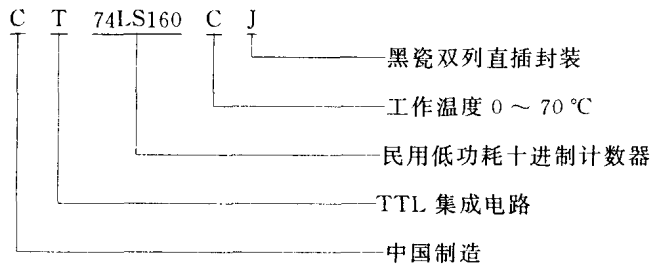 C T 74LS160 C J
黑瓷双列直插封装
工作温度 0 ~ 70 ℃
民用低功耗十进制计数器
TTL 集成电路
中国制造